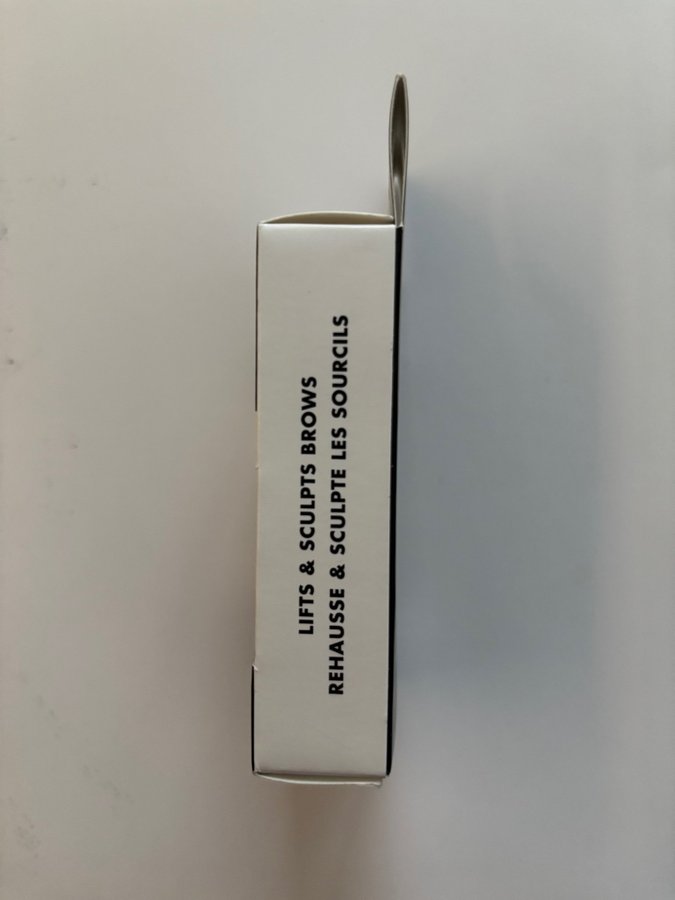 LIFTS & SCULPTS BROWS
REHAUSSE & SCULPTE LES SOURCILS